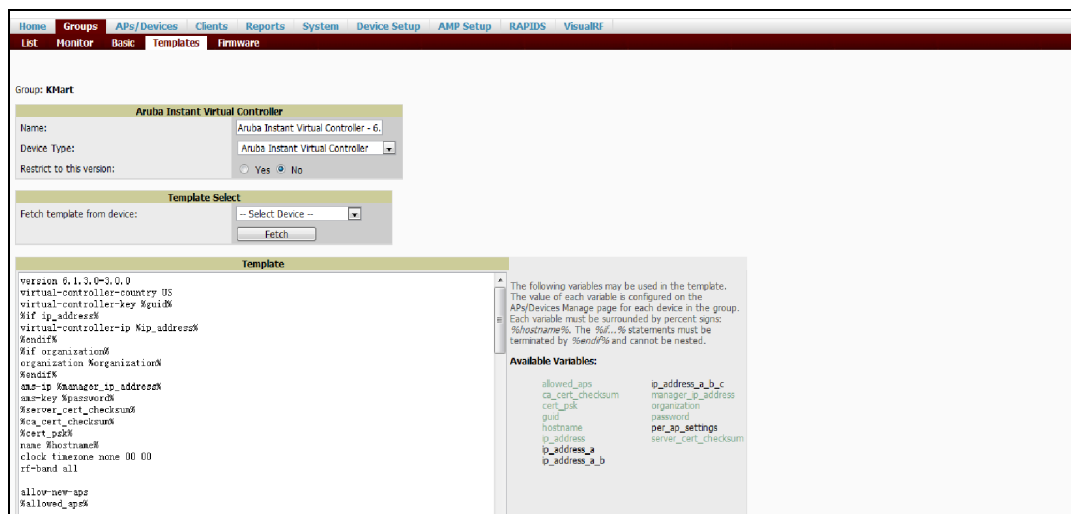 Home Groups APs/Devices Clients Reports System Device Setup AMP Setup RAPIDS VisualRF
List Monitor Basic Templates Firmware
Group: KMart
Aruba Instant Virtual Controller
Name: Aruba Instant Virtual Controller - 6.
Device Type: Aruba Instant Virtual Controller
Restrict to this version: Yes No
Template Select
Fetch template from device: -- Select Device --
Fetch
Template
version 6.1.3.0-3.0.0
virtual-controller-country US
virtual-controller-key %guid%
%if ip_address%
virtual-controller-ip %ip_address%
%endif%
%if organization%
organization %organization%
%endif%
ams-ip %manager_ip_address%
ams-key %password%
%server_cert_checksum%
%ca_cert_checksum%
%cert_psk%
name %hostname%
clock timezone none 00 00
rf-band all
allow-new-aps
%allowed_aps%
The following variables may be used in the template.
The value of each variable is configured on the
APs/Devices Manage page for each device in the group.
Each variable must be surrounded by percent signs:
%hostname%. The %if...% statements must be
terminated by %endif% and cannot be nested.
Available Variables:
allowed_aps ip_address_a_b_c
ca_cert_checksum manager_ip_address
cert_psk organization
guid password
hostname per_ap_settings
ip_address server_cert_checksum
ip_address_a
ip_address_a_b